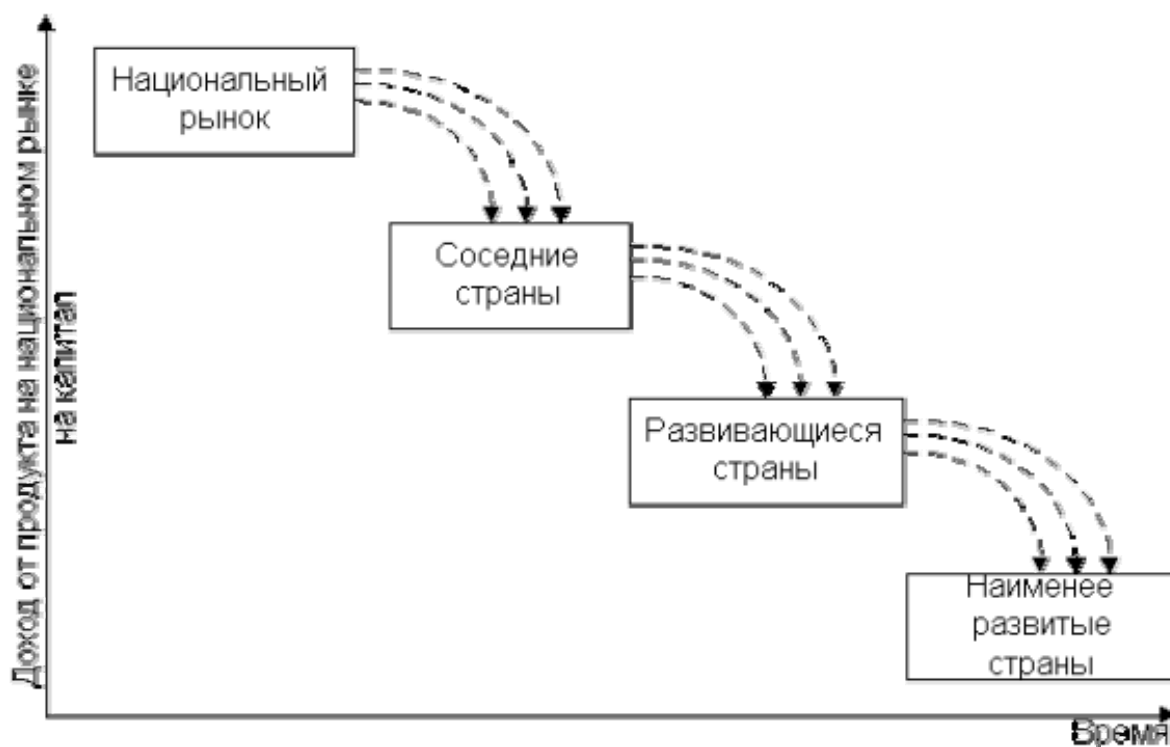 Доход от продукта на национальном рынке
на капитал
Национальный
рынок
Соседние
страны
Развивающиеся
страны
Наименее
развитые
страны
Время